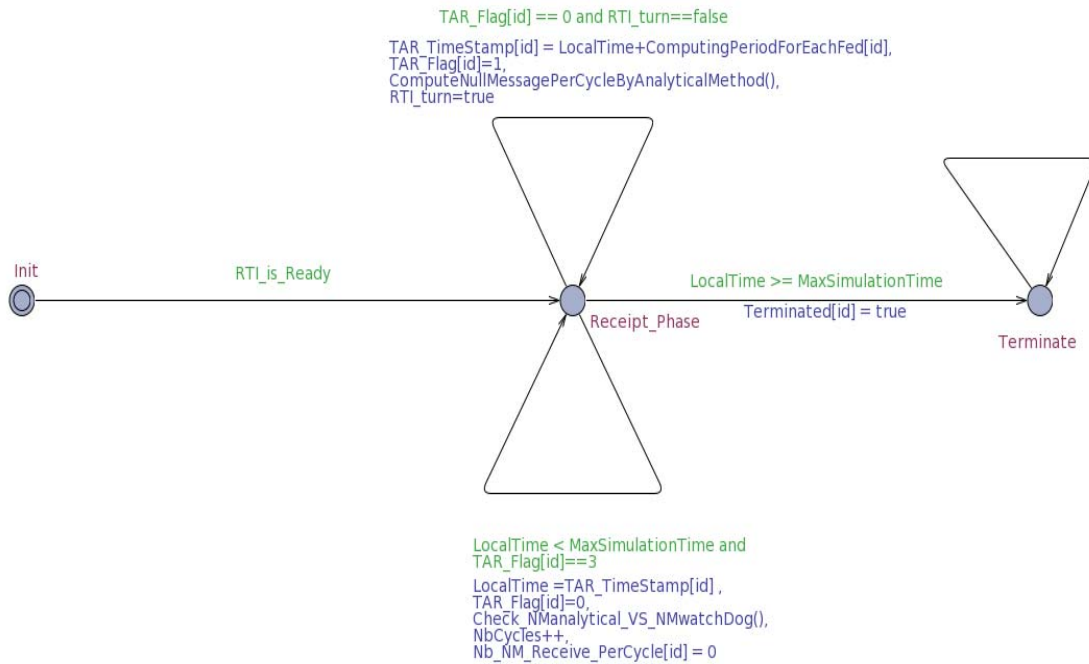 TAR_Flag[id] == 0 and RTI_turn==false
TAR_TimeStamp[id] = LocalTime+ComputingPeriodForEachFed[id],
TAR_Flag[id]=1,
ComputeNullMessagePerCycleByAnalyticalMethod(),
RTI_turn=true
Init
RTI_is_Ready
Receipt_Phase
LocalTime >= MaxSimulationTime
Terminated[id] = true
Terminate
LocalTime < MaxSimulationTime and
TAR_Flag[id]==3
LocalTime =TAR_TimeStamp[id] ,
TAR_Flag[id]=0,
Check_NManalytical_VS_NMwatchDog(),
NbCycles++,
Nb_NM_Receive_PerCycle[id] = 0